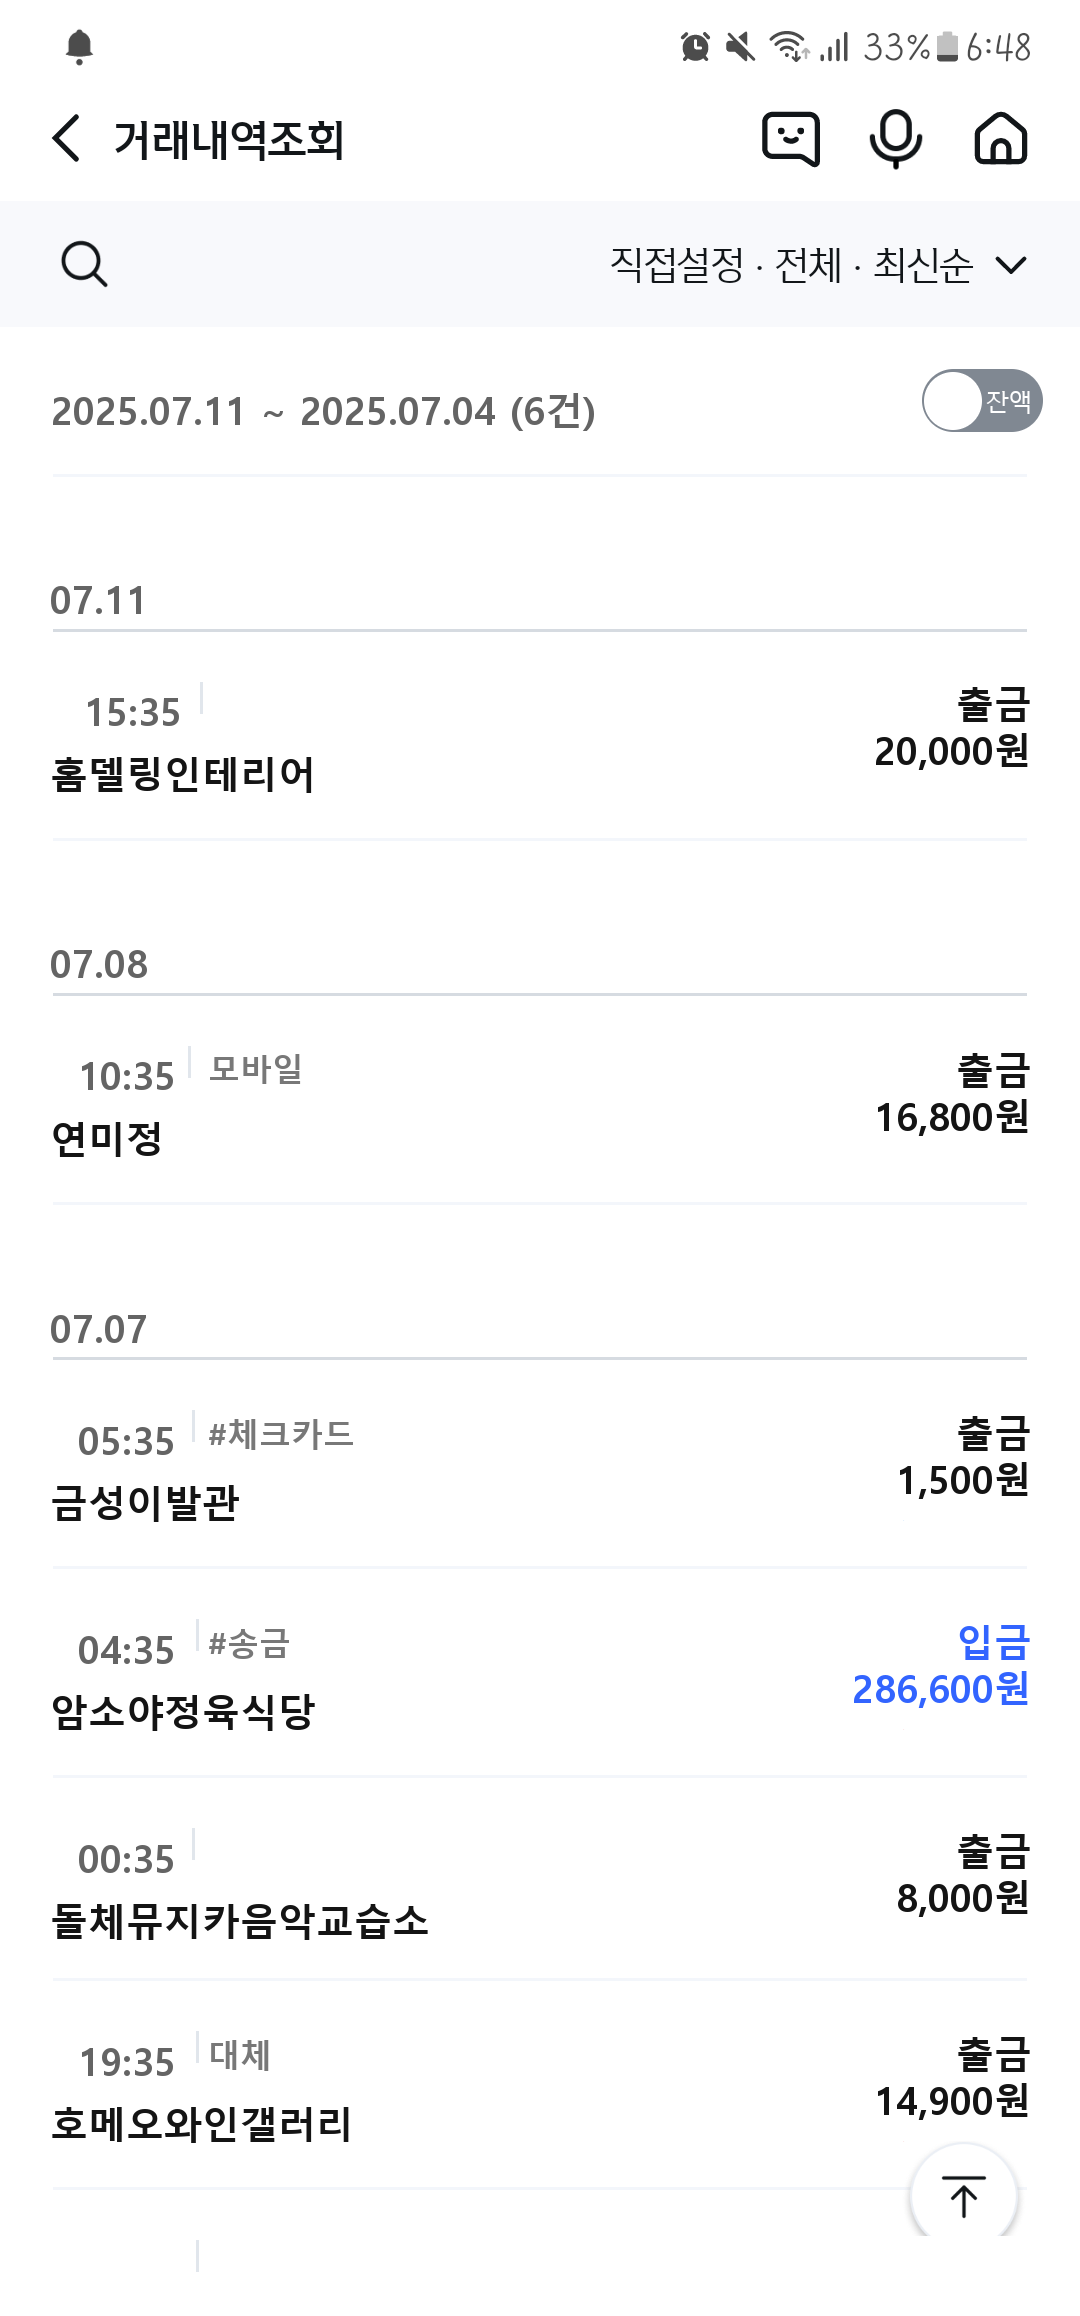 33% 6:48
거래내역조회
직접설정 · 전체 · 최신순
2025.07.11 ~ 2025.07.04 (6건)
잔액
07.11
15:35
출금
홈델링인테리어
20,000원
07.08
10:35 모바일
출금
연미정
16,800원
07.07
05:35 #체크카드
출금
금성이발관
1,500원
04:35 #송금
입금
암소야정육식당
286,600원
00:35
출금
돌체뮤지카음악교습소
8,000원
19:35 대체
출금
호메오와인갤러리
14,900원